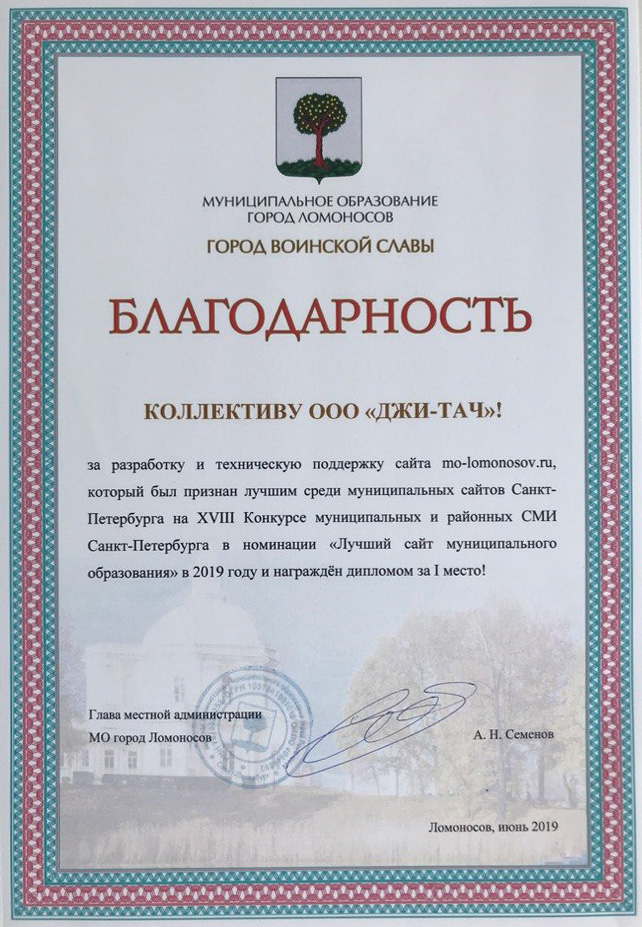 МУНИЦИПАЛЬНОЕ ОБРАЗОВАНИЕ
ГОРОД ЛОМОНОСОВ
ГОРОД ВОИНСКОЙ СЛАВЫ
БЛАГОДАРНОСТЬ
КОЛЛЕКТИВУ ООО «ДЖИ-ТАЧ»!
за разработку и техническую поддержку сайта mo-lomonosov.ru,
который был признан лучшим среди муниципальных сайтов Санкт-
Петербурга на XVIII Конкурсе муниципальных и районных СМИ
Санкт-Петербурга в номинации «Лучший сайт муниципального
образования» в 2019 году и награждён дипломом за I место!
Глава местной администрации
МО город Ломоносов
А. Н. Семенов
Ломоносов, июнь 2019